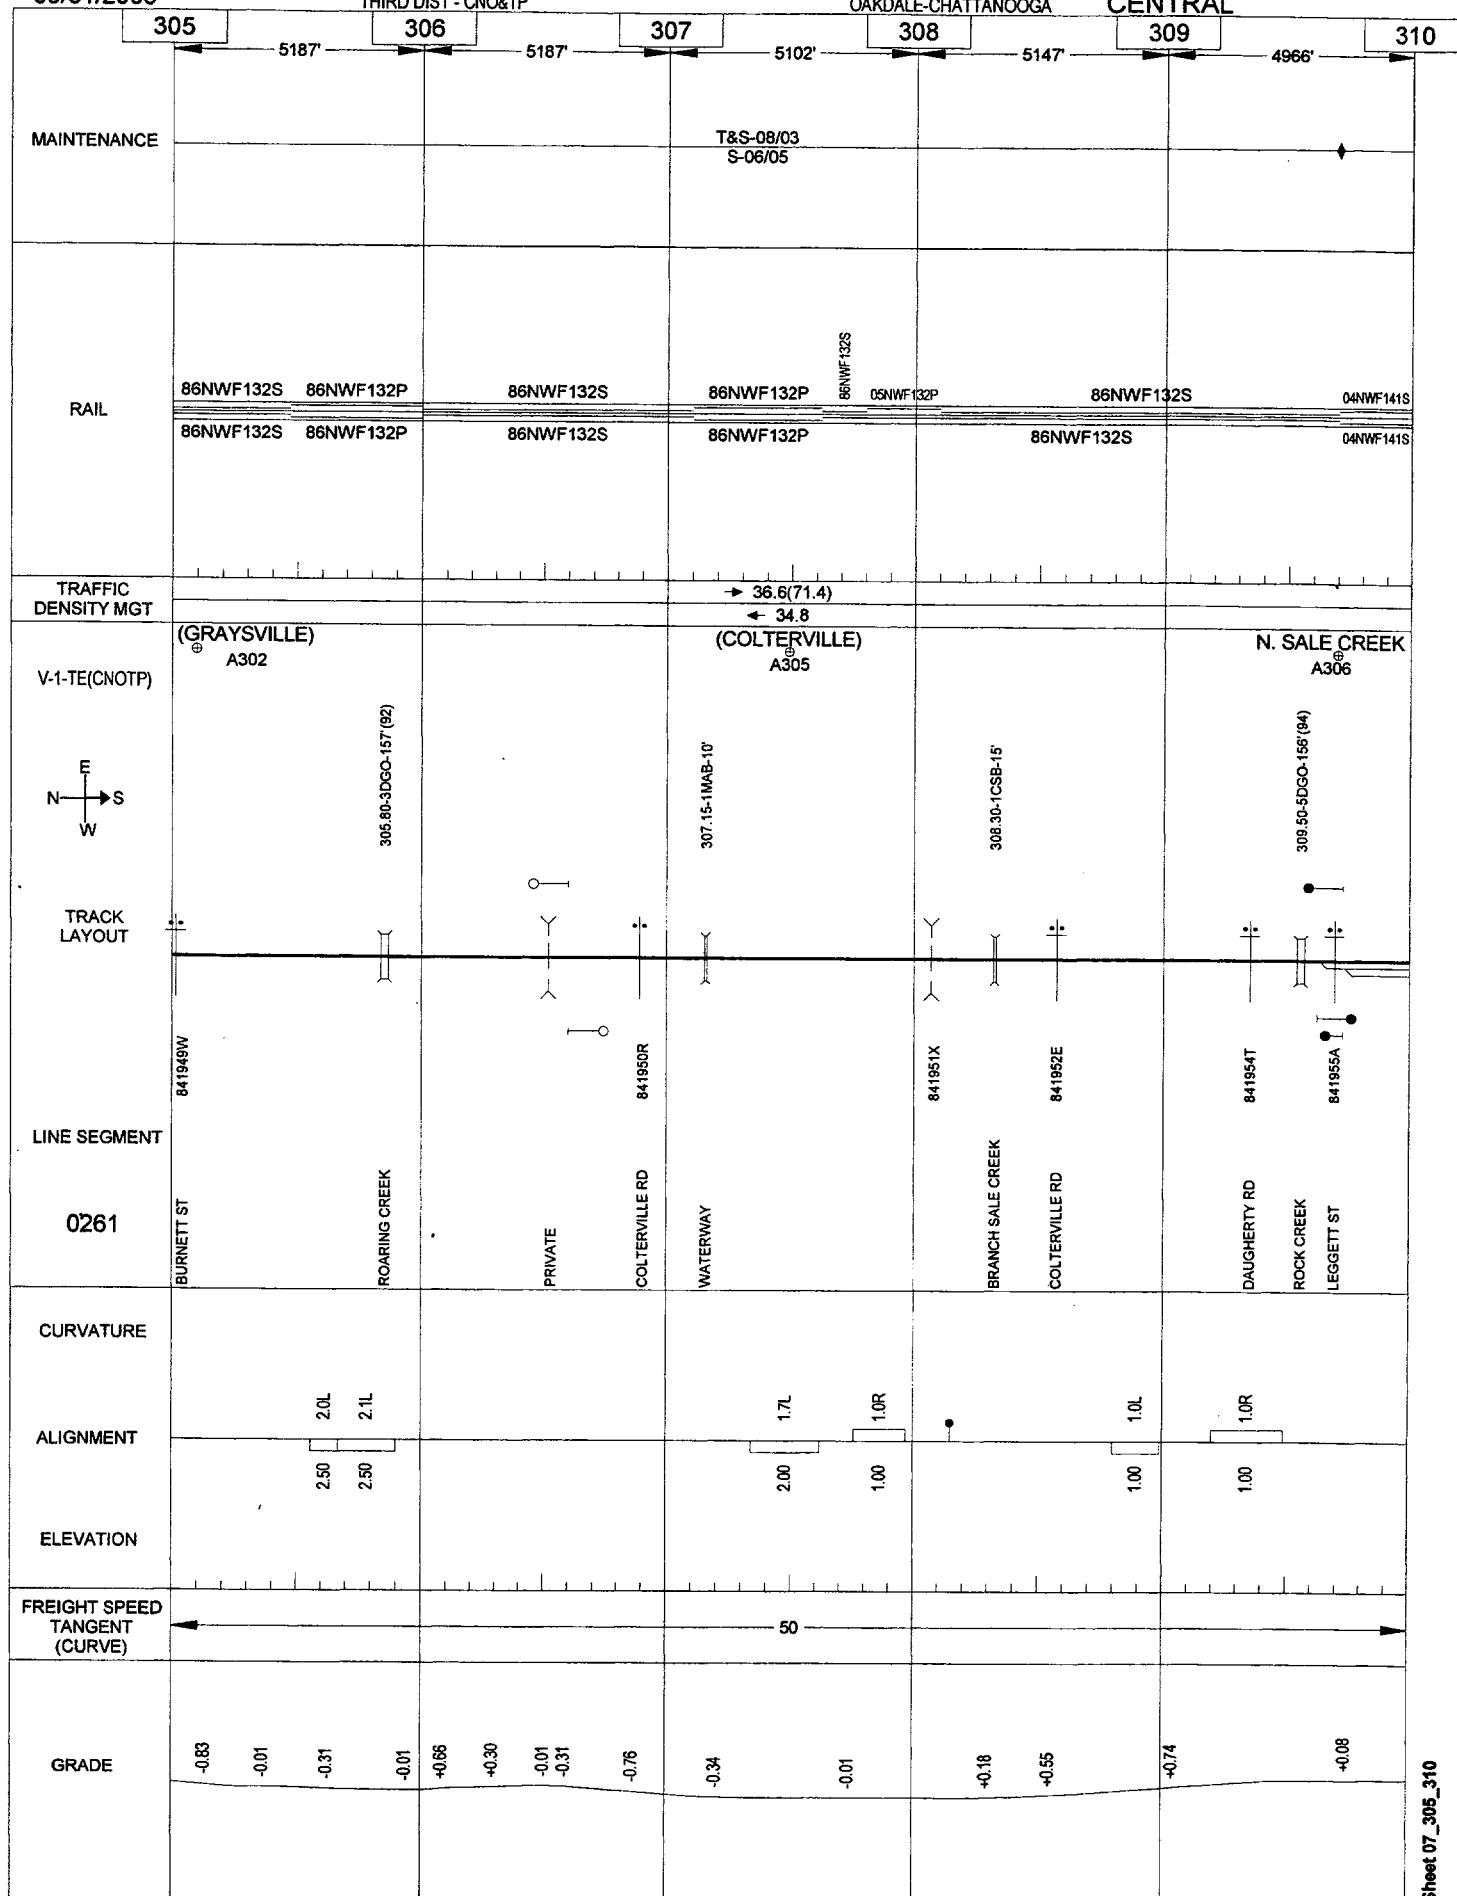 THIRD DIST - CNO&TP OAKDALE-CHATTANOOGA CENTRAL
305 306 307 308 309 310
5187' 5187' 5102' 5147' 4966'
MAINTENANCE
T&S-08/03
S-06/05
RAIL
86NWF132S 86NWF132P 86NWF132S 86NWF132P 86NWF132S 05NWF132P 86NWF132S 04NWF141S
86NWF132S 86NWF132P 86NWF132S 86NWF132P 86NWF132S 04NWF141S
TRAFFIC
DENSITY MGT
→ 36.6(71.4)
← 34.8
(GRAYSVILLE) (COLTERVILLE) N. SALE CREEK
A302 A305 A306
V-1-TE(CNOTP)
305.80-3DGO-157'(92) 307.15-1MAB-10' 308.30-1CSB-15' 309.50-5DGO-156'(94)
E
N S
W
TRACK
LAYOUT
841949W 841950R 841951X 841952E 841954T 841955A
LINE SEGMENT
0261
BURNETT ST ROARING CREEK PRIVATE COLTERVILLE RD WATERWAY BRANCH SALE CREEK COLTERVILLE RD DAUGHERTY RD ROCK CREEK LEGGETT ST
CURVATURE
2.0L 2.1L 1.7L 1.0R 1.0L 1.0R
ALIGNMENT
2.50 2.50 2.00 1.00 1.00 1.00
ELEVATION
FREIGHT SPEED
TANGENT
(CURVE)
50
GRADE
-0.83 -0.01 -0.31 -0.01 +0.66 +0.30 -0.01 -0.31 -0.76 -0.34 -0.01 +0.18 +0.55 +0.74 +0.08
Sheet 07_305_310